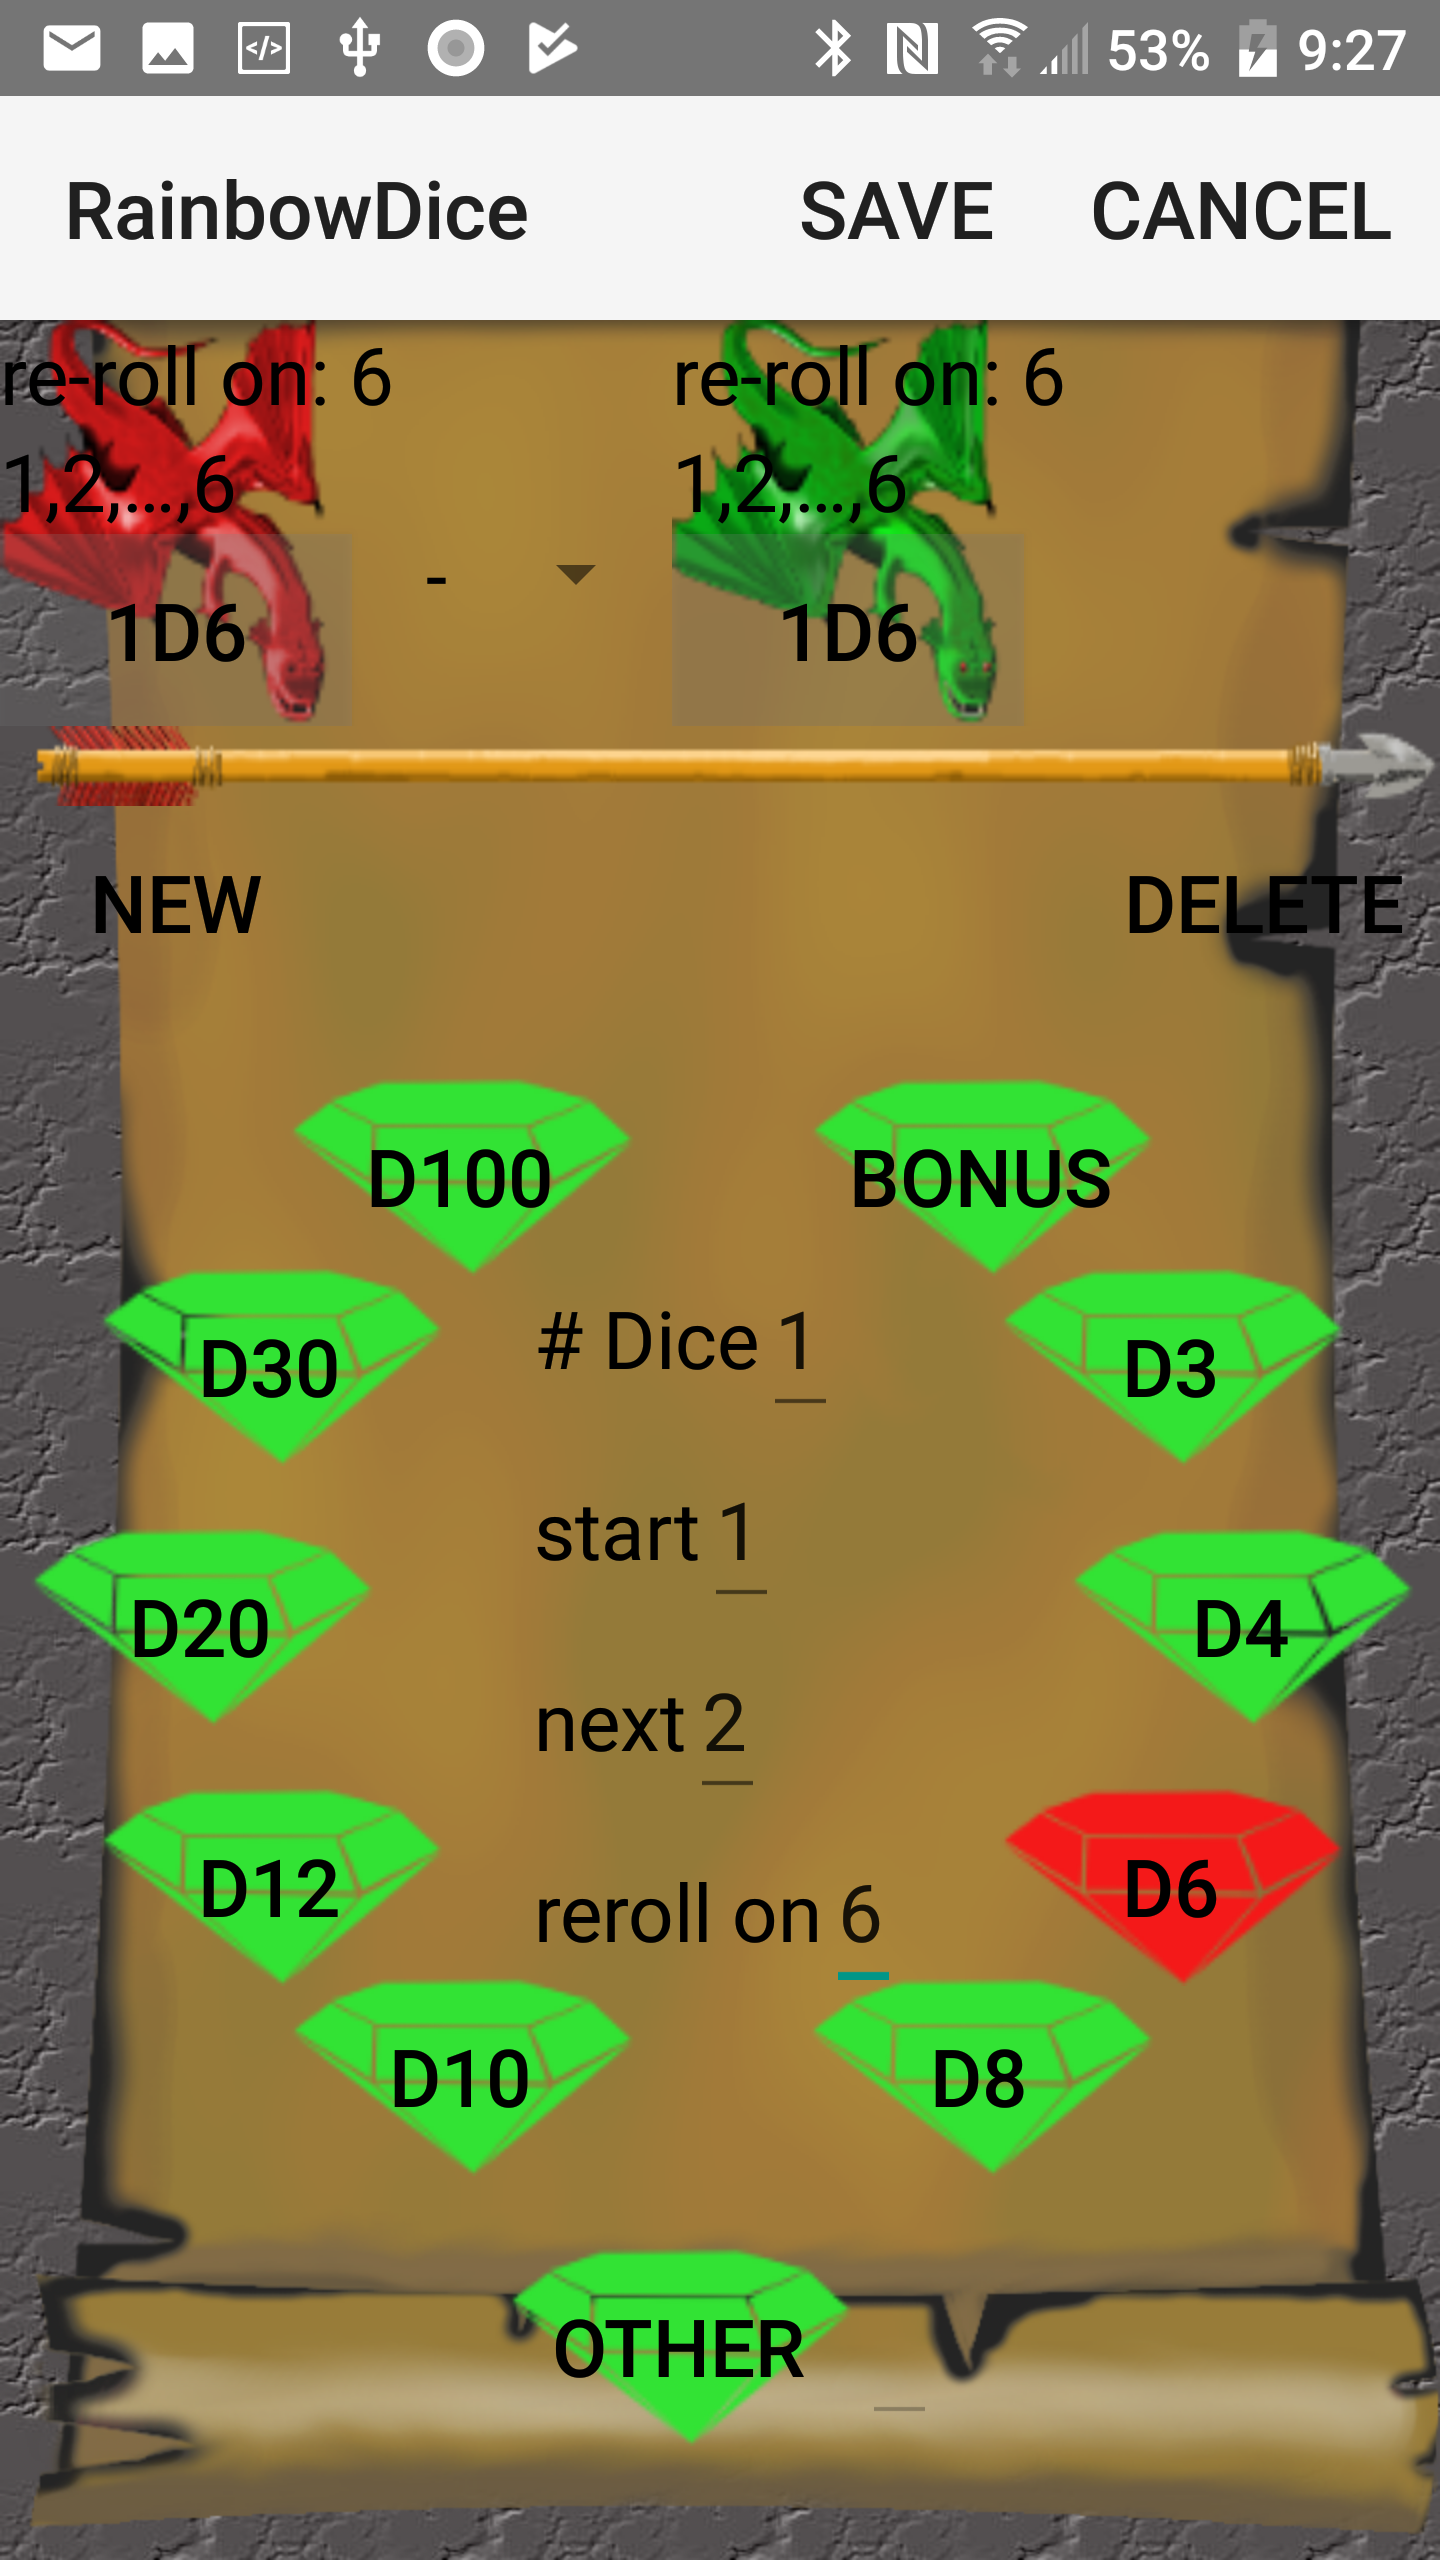 53% 9:27
RainbowDice SAVE CANCEL
re-roll on: 6 re-roll on: 6
1,2,...,6 1,2,...,6
1D6 - 1D6
NEW DELETE
D100 BONUS
D30 # Dice 1 D3
start 1
D20 D4
next 2
D12 reroll on 6 D6
D10 D8
OTHER